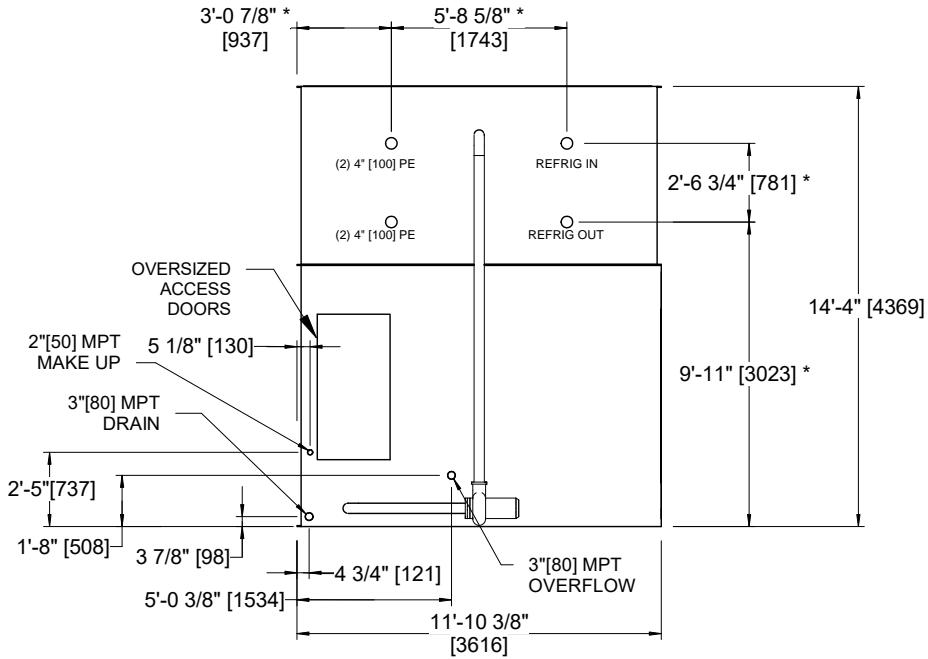 3'-0 7/8" *
[937]
5'-8 5/8" *
[1743]
(2) 4" [100] PE
REFRIG IN
2'-6 3/4" [781] *
(2) 4" [100] PE
REFRIG OUT
OVERSIZED
ACCESS
DOORS
14'-4" [4369]
2"[50] MPT
MAKE UP
5 1/8" [130]
9'-11" [3023] *
3"[80] MPT
DRAIN
2'-5"[737]
1'-8" [508]
3 7/8" [98]
4 3/4" [121]
3"[80] MPT
OVERFLOW
5'-0 3/8" [1534]
11'-10 3/8"
[3616]